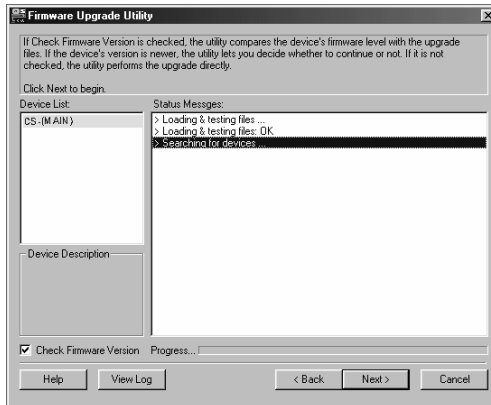 Firmware Upgrade Utility
If Check Firmware Version is checked, the utility compares the device's firmware level with the upgrade
files. If the device's version is newer, the utility lets you decide whether to continue or not. If it is not
checked, the utility performs the upgrade directly.
Click Next to begin.
Device List:
Status Messges:
CS-(MAIN)
> Loading & testing files ...
> Loading & testing files: OK
> Searching for devices ...
Device Description
Check Firmware Version
Progress...
Help
View Log
< Back
Next >
Cancel